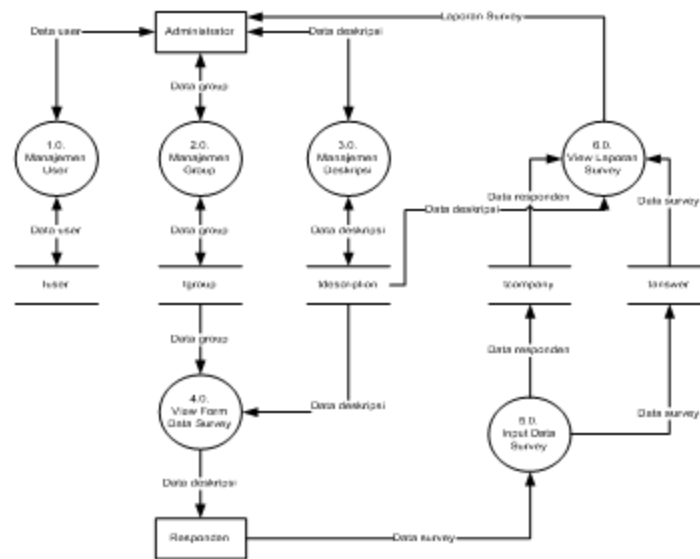 Laporan Survey
Data user
Administrator
Data deskripsi
Data group
1.0.
Manajemen
User
2.0.
Manajemen
Group
3.0.
Manajemen
Deskripsi
6.0.
View Laporan
Survey
Data responden
Data survey
Data deskripsi
Data user
Data group
Data deskripsi
tuser
tgroup
tdescription
tcompany
tanswer
Data group
Data responden
4.0.
View Form
Data Survey
Data deskripsi
Data survey
5.0.
Input Data
Survey
Data deskripsi
Responden
Data survey